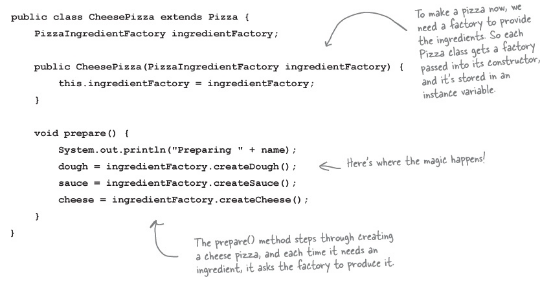 public class CheesePizza extends Pizza {
PizzaIngredientFactory ingredientFactory;
public CheesePizza(PizzaIngredientFactory ingredientFactory) {
this.ingredientFactory = ingredientFactory;
}
void prepare() {
System.out.println("Preparing " + name);
dough = ingredientFactory.createDough();
sauce = ingredientFactory.createSauce();
cheese = ingredientFactory.createCheese();
}
}
To make a pizza now, we
need a factory to provide
the ingredients. So each
Pizza class gets a factory
passed into its constructor,
and it's stored in an
instance variable.
Here's where the magic happens!
The prepare() method steps through creating
a cheese pizza, and each time it needs an
ingredient, it asks the factory to produce it.